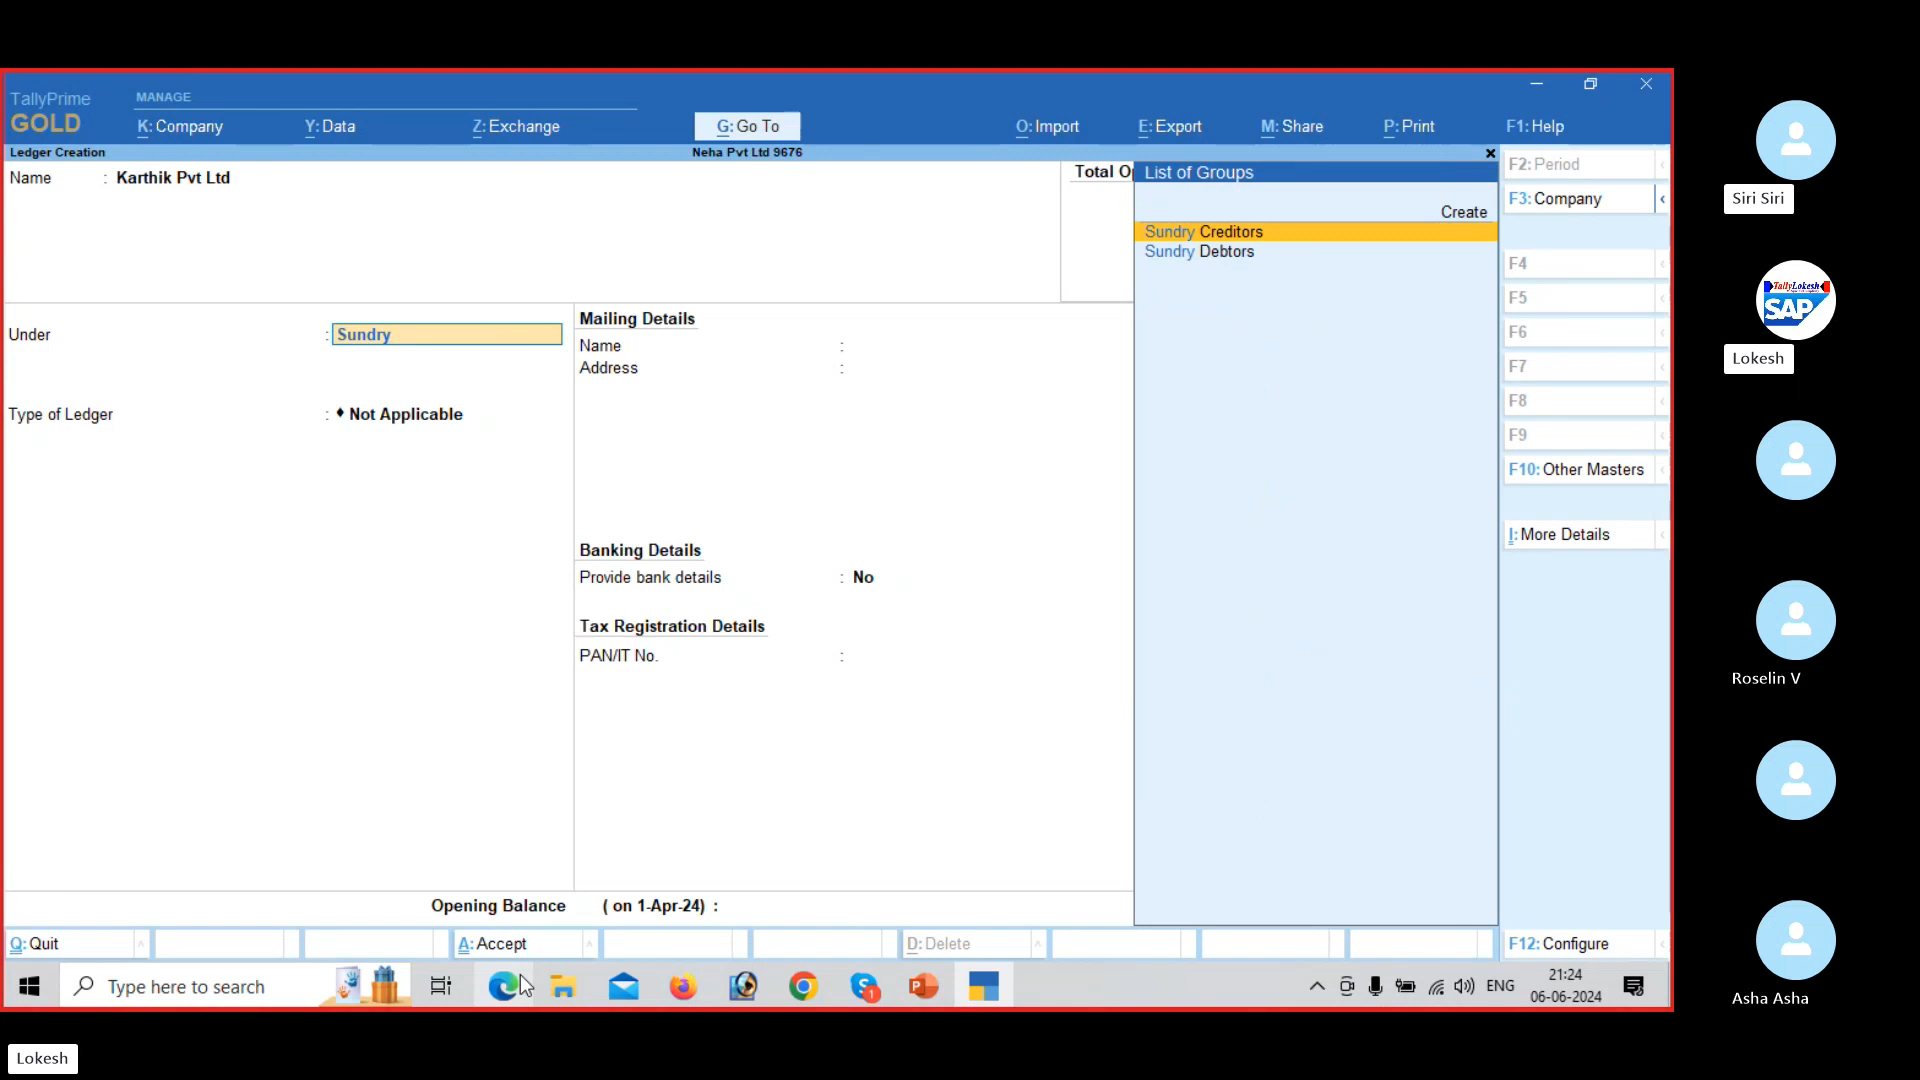 TallyPrime
GOLD
MANAGE
K: Company
Y: Data
Z: Exchange
G: Go To
O: Import
E: Export
M: Share
P: Print
F1: Help
Ledger Creation
Neha Pvt Ltd 9676
Name : Karthik Pvt Ltd
Total O
List of Groups
Create
Sundry Creditors
Sundry Debtors
Under : Sundry
Type of Ledger : ♦ Not Applicable
Mailing Details
Name :
Address :
Banking Details
Provide bank details : No
Tax Registration Details
PAN/IT No. :
Opening Balance ( on 1-Apr-24) :
F2: Period
F3: Company
F4
F5
F6
F7
F8
F9
F10: Other Masters
I: More Details
F12: Configure
Q: Quit
A: Accept
D: Delete
Type here to search
1
ENG
21:24
06-06-2024
Siri Siri
TallyLokesh
SAP
Lokesh
Roselin V
Asha Asha
Lokesh